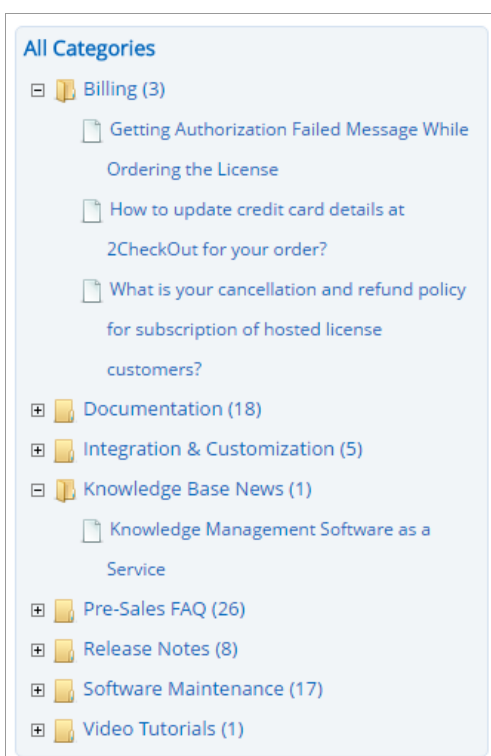 All Categories
Billing (3)
Getting Authorization Failed Message While
Ordering the License
How to update credit card details at
2CheckOut for your order?
What is your cancellation and refund policy
for subscription of hosted license
customers?
Documentation (18)
Integration & Customization (5)
Knowledge Base News (1)
Knowledge Management Software as a
Service
Pre-Sales FAQ (26)
Release Notes (8)
Software Maintenance (17)
Video Tutorials (1)